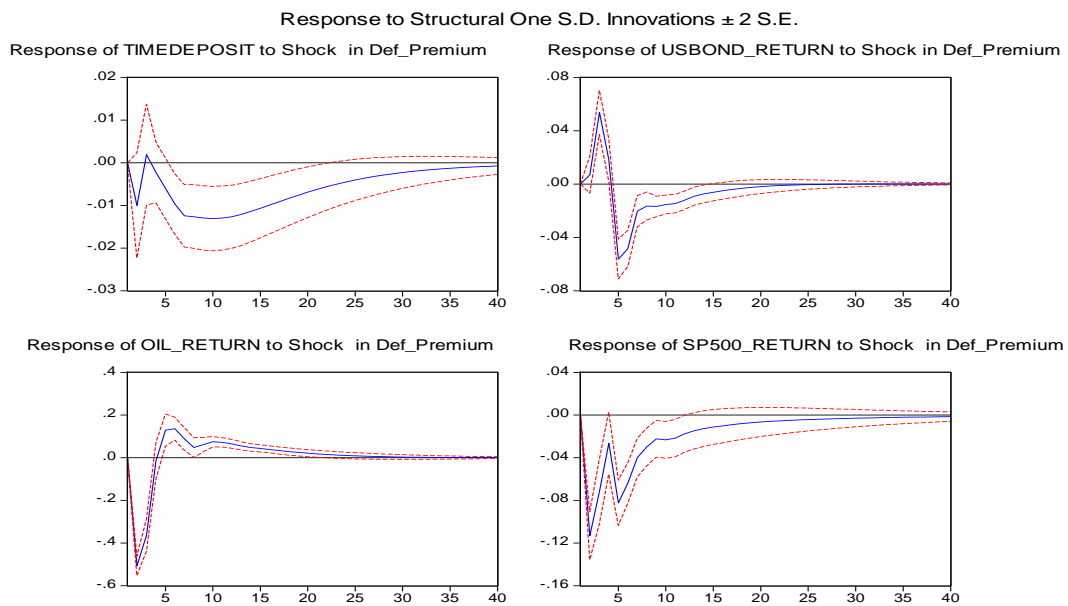 Response to Structural One S.D. Innovations ± 2 S.E.
Response of TIMEDEPOSIT to Shock in Def_Premium
.02
.01
.00
-.01
-.02
-.03
5 10 15 20 25 30 35 40
Response of USBOND_RETURN to Shock in Def_Premium
.08
.04
.00
-.04
-.08
5 10 15 20 25 30 35 40
Response of OIL_RETURN to Shock in Def_Premium
.4
.2
.0
-.2
-.4
-.6
5 10 15 20 25 30 35 40
Response of SP500_RETURN to Shock in Def_Premium
.04
.00
-.04
-.08
-.12
-.16
5 10 15 20 25 30 35 40